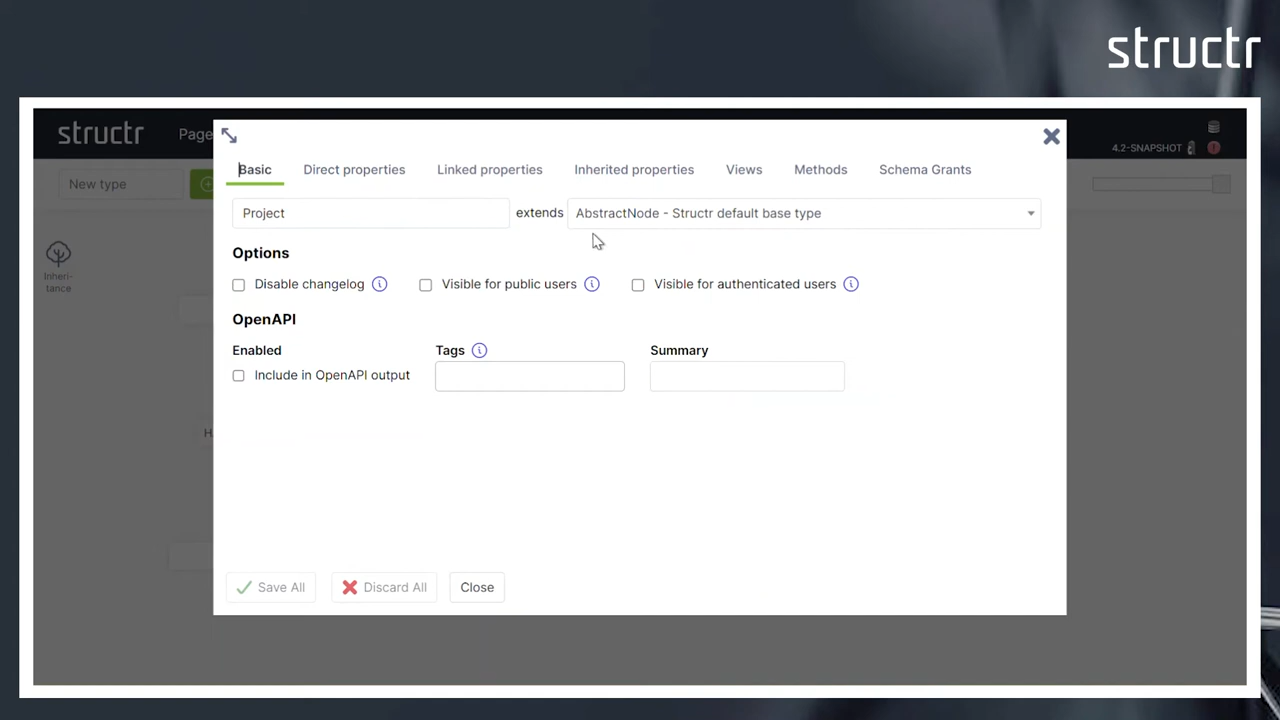 structr
structr
Page
4.2-SNAPSHOT
New type
Basic
Direct properties
Linked properties
Inherited properties
Views
Methods
Schema Grants
Project
extends
AbstractNode - Structr default base type
Inheri-
tance
Options
Disable changelog
Visible for public users
Visible for authenticated users
OpenAPI
Enabled
Tags
Summary
Include in OpenAPI output
H
Save All
Discard All
Close